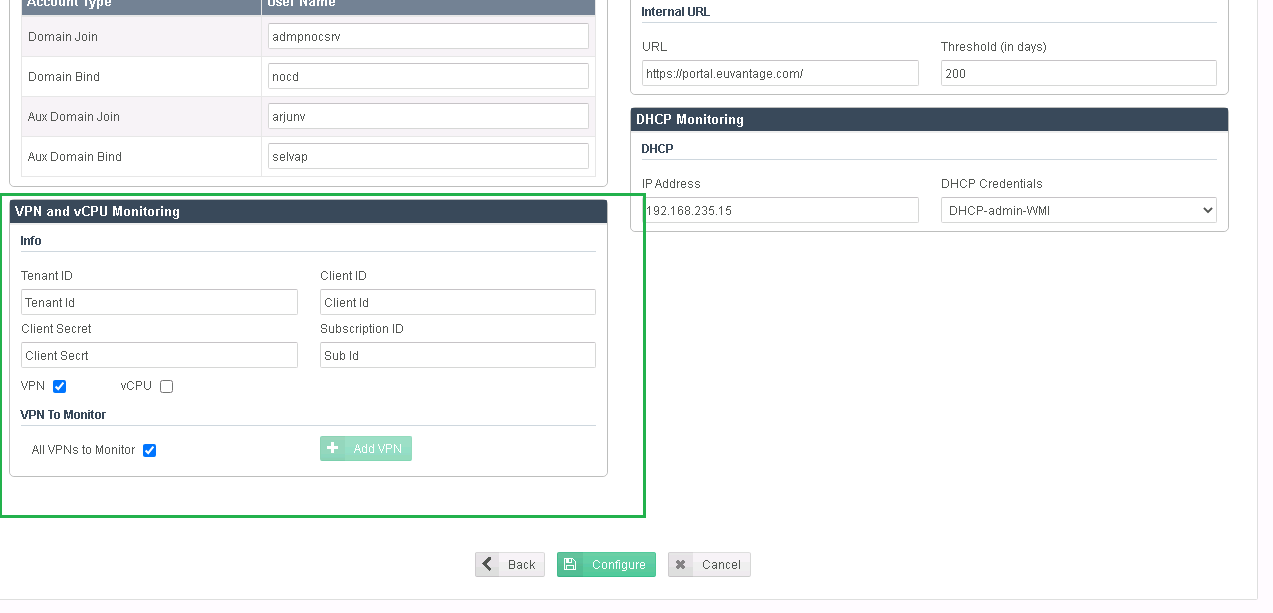 Account Type User Name
Domain Join admpnocsrv
Domain Bind nocd
Aux Domain Join arjunv
Aux Domain Bind selvap
VPN and vCPU Monitoring
Info
Tenant ID Client ID
Tenant Id Client Id
Client Secret Subscription ID
Client Secrt Sub Id
VPN vCPU
VPN To Monitor
All VPNs to Monitor Add VPN
Internal URL
URL Threshold (in days)
https://portal.euvantage.com/ 200
DHCP Monitoring
DHCP
IP Address DHCP Credentials
192.168.235.15 DHCP-admin-WMI
Back Configure Cancel